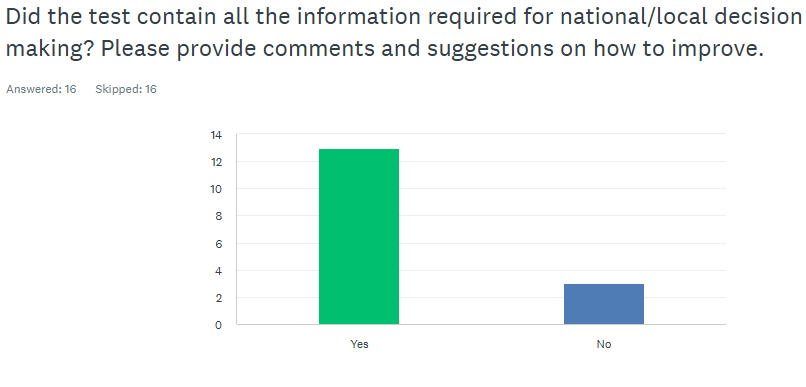 Did the test contain all the information required for national/local decision
making? Please provide comments and suggestions on how to improve.
Answered: 16 Skipped: 16
14
12
10
8
6
4
2
0
Yes No